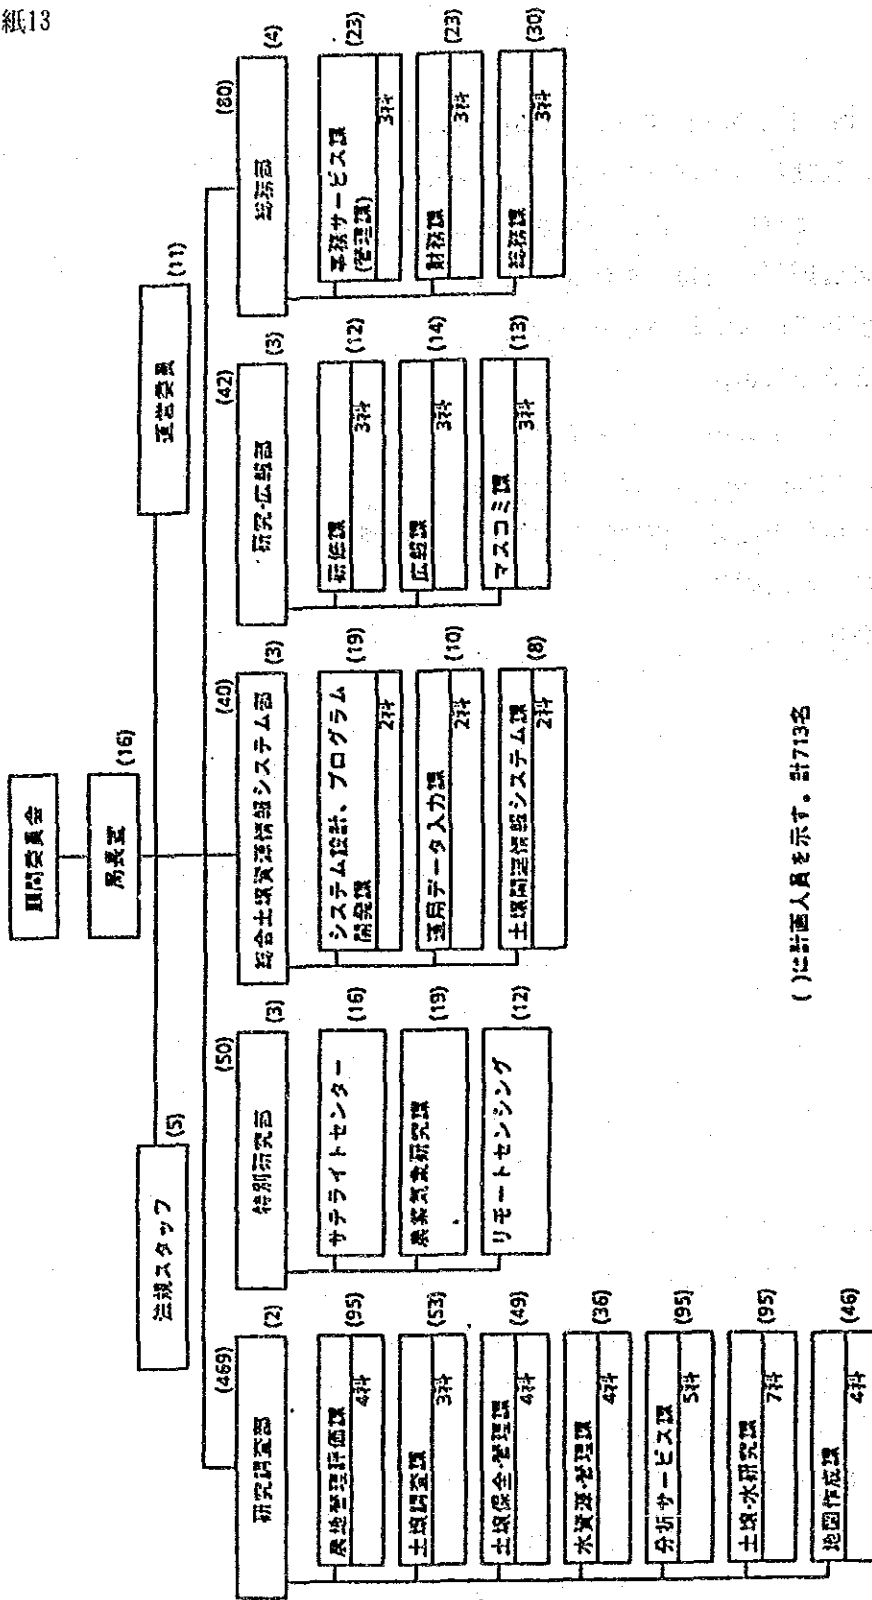 紙13
顧問委員会
局長室
(16)
法規スタッフ
(5)
運営委員
(11)
(469)
研究調査部
(2)
農地管理評価課
4科
(95)
土壌調査課
3科
(53)
土壌保全・管理課
4科
(49)
水資源・管理課
4科
(36)
分析サービス課
5科
(95)
土壌・水研究課
7科
(95)
地図作成課
4科
(46)
(50)
特別研究部
(3)
サテライトセンター
(16)
農業気象研究課
(19)
リモートセンシング
(12)
(40)
総合土壌資源情報システム部
(3)
システム設計、プログラム
開発課
2科
(19)
運用データ入力課
2科
(10)
土壌関連情報システム課
2科
(8)
(42)
研究・広報部
(3)
研修課
3科
(12)
広報課
3科
(14)
マスコミ課
3科
(13)
(80)
総務部
(4)
事務サービス課
(管理課)
3科
(23)
財務課
3科
(23)
総務課
3科
(30)
( )は計画人員を示す。計713名